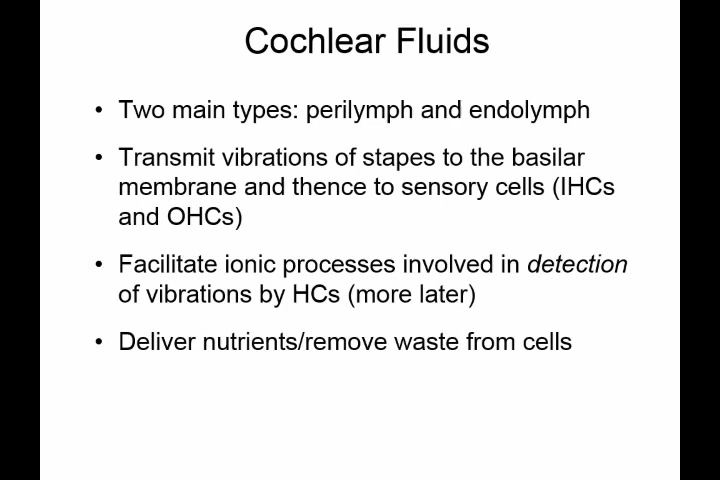 Cochlear Fluids
• Two main types: perilymph and endolymph
• Transmit vibrations of stapes to the basilar
membrane and thence to sensory cells (IHCs
and OHCs)
• Facilitate ionic processes involved in detection
of vibrations by HCs (more later)
• Deliver nutrients/remove waste from cells